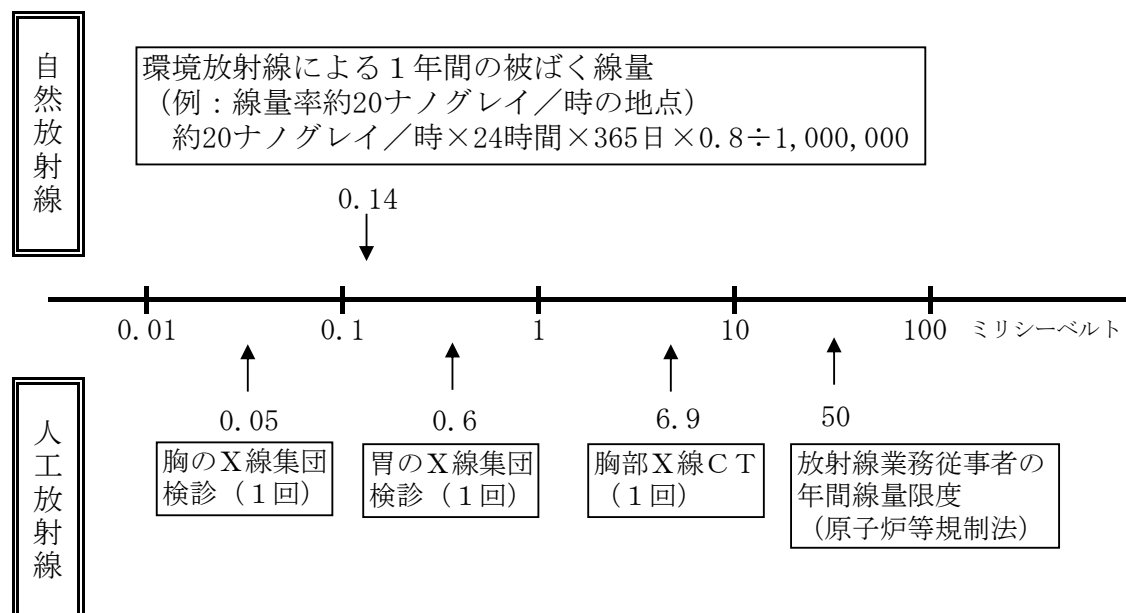 自然放射線
環境放射線による１年間の被ばく線量
（例：線量率約20ナノグレイ／時の地点）
約20ナノグレイ／時×24時間×365日×0.8÷1,000,000
0.14
0.01 0.1 1 10 100 ミリシーベルト
人工放射線
0.05 0.6 6.9 50
胸のＸ線集団
検診（１回）
胃のＸ線集団
検診（１回）
胸部Ｘ線ＣＴ
（１回）
放射線業務従事者の
年間線量限度
（原子炉等規制法）